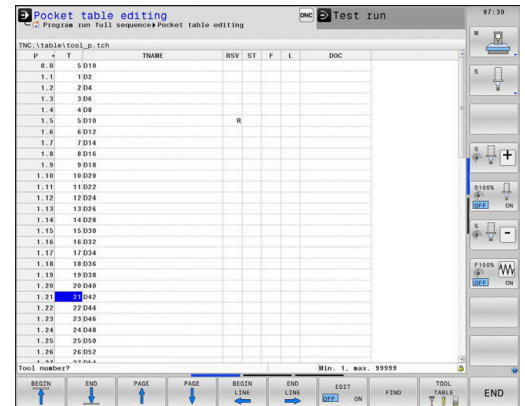 Pocket table editing
DNC
Test run
07:30
Program run full sequence Pocket table editing
TNC:\table\tool_p.tch
P T TNAME RSV ST F L DOC
0.0 5 D10
1.1 1 D2
1.2 2 D4
1.3 3 D6
1.4 4 D8
1.5 5 D10 R
1.6 6 D12
1.7 7 D14
1.8 8 D16
1.9 9 D18
1.10 10 D20
1.11 11 D22
1.12 12 D24
1.13 13 D26
1.14 14 D28
1.15 15 D30
1.16 16 D32
1.17 17 D34
1.18 18 D36
1.19 19 D38
1.20 20 D40
1.21 21 D42
1.22 22 D44
1.23 23 D46
1.24 24 D48
1.25 25 D50
1.26 26 D52
Tool number?
Min. 1, max. 99999
M
S
S +
S100%
OFF ON
S -
F100%
OFF ON
BEGIN
END
PAGE
PAGE
BEGIN LINE
END LINE
EDIT
OFF ON
FIND
TOOL TABLE
END